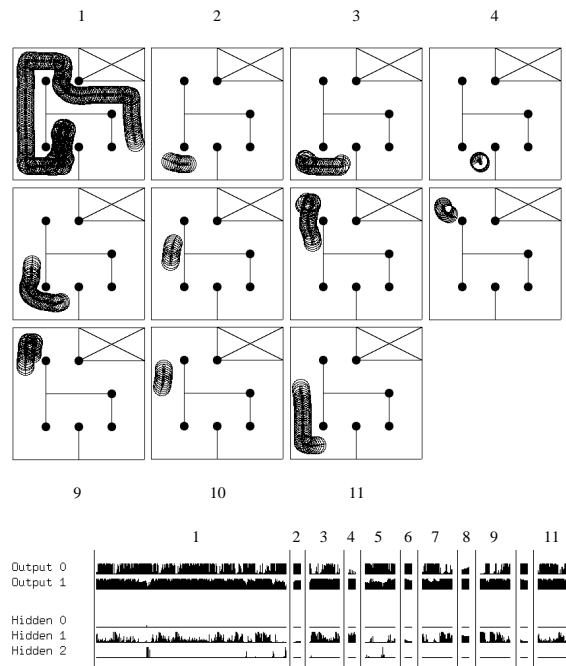 1 2 3 4
9 10 11
1 2 3 4 5 6 7 8 9 11
Output 0
Output 1
Hidden 0
Hidden 1
Hidden 2